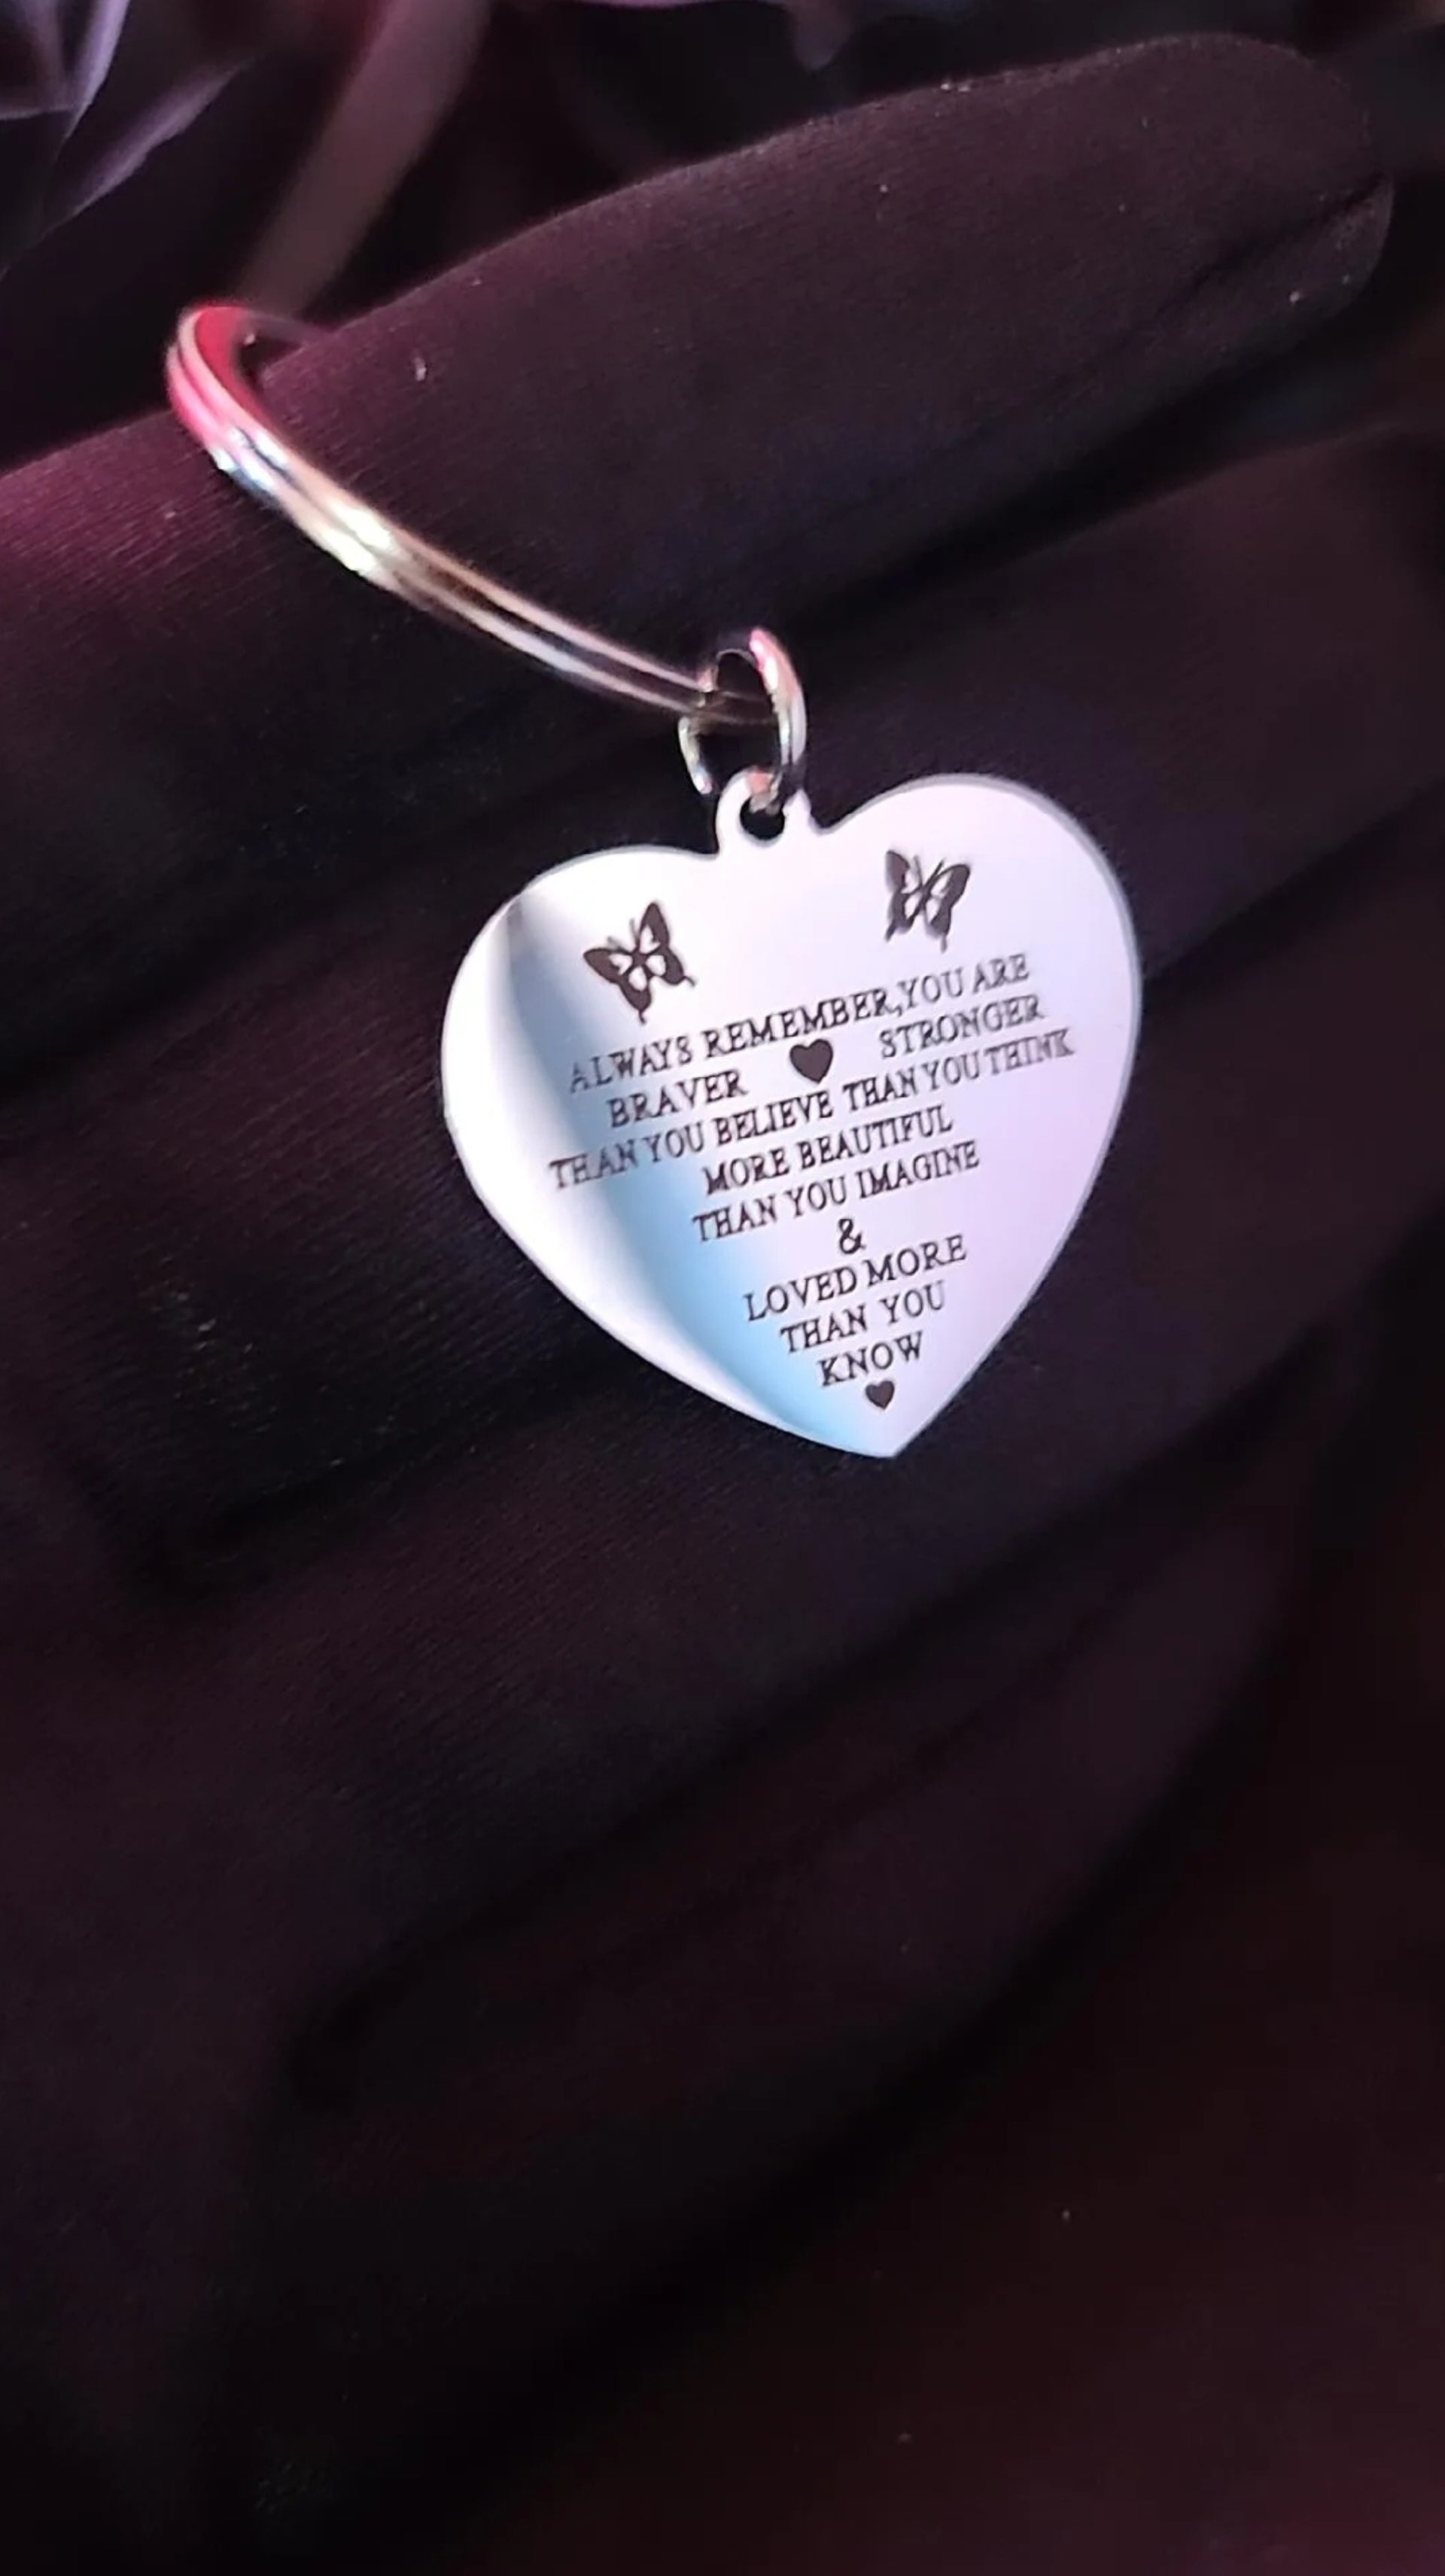 ALWAYS REMEMBER, YOU ARE
BRAVER STRONGER
THAN YOU BELIEVE THAN YOU THINK
MORE BEAUTIFUL
THAN YOU IMAGINE
&
LOVED MORE
THAN YOU
KNOW